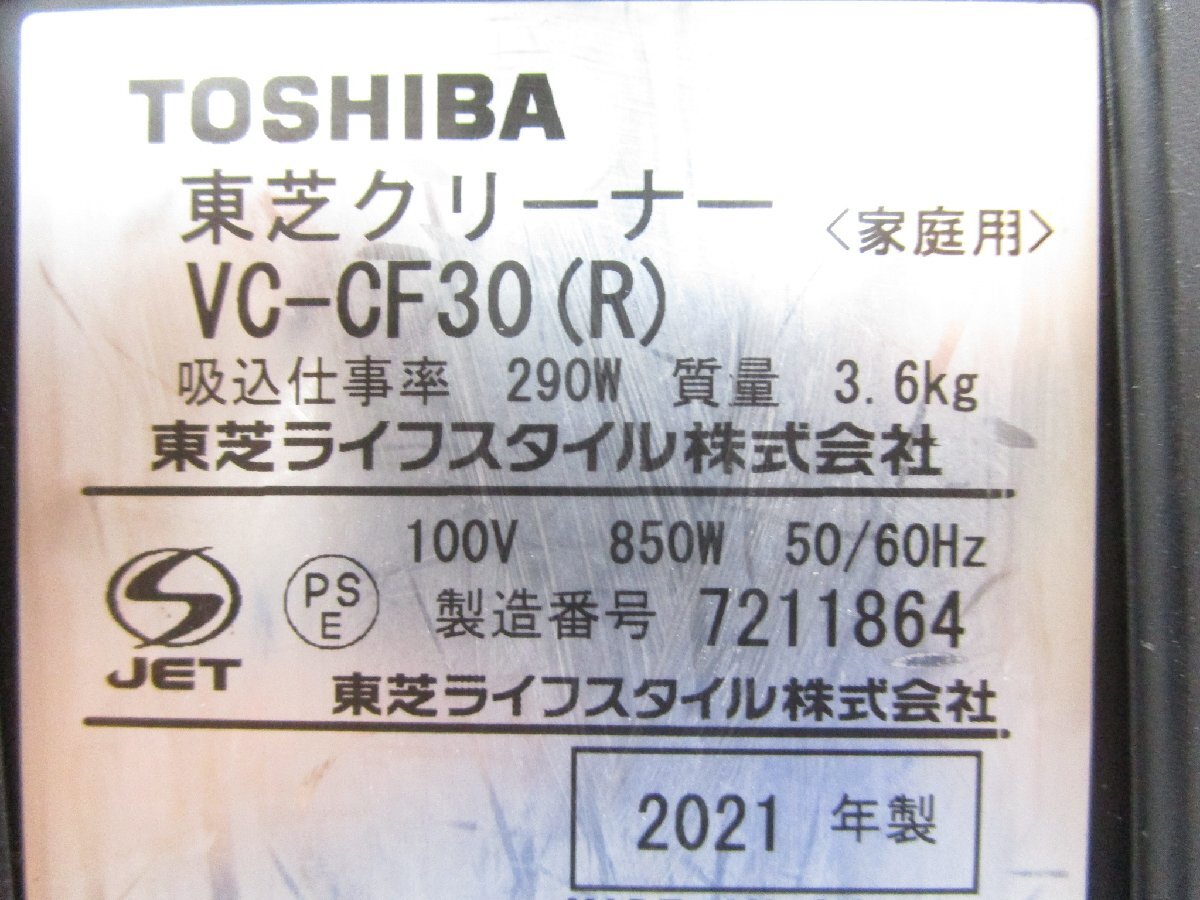 TOSHIBA
東芝クリーナー 〈家庭用〉
VC-CF30(R)
吸込仕事率 290W 質量 3.6kg
東芝ライフスタイル株式会社
100V 850W 50/60Hz
S JET
PS E
製造番号 7211864
東芝ライフスタイル株式会社
2021 年製